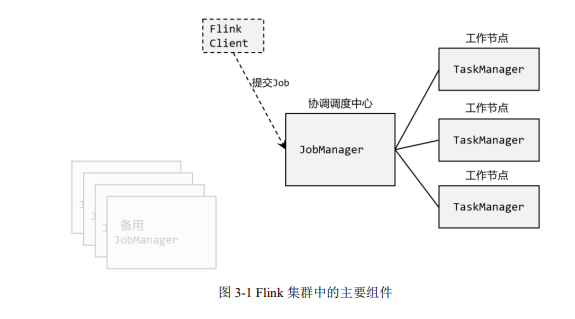 Flink
Client
提交Job
协调调度中心
JobManager
工作节点
TaskManager
工作节点
TaskManager
工作节点
TaskManager
备用
JobManager
图 3-1 Flink 集群中的主要组件